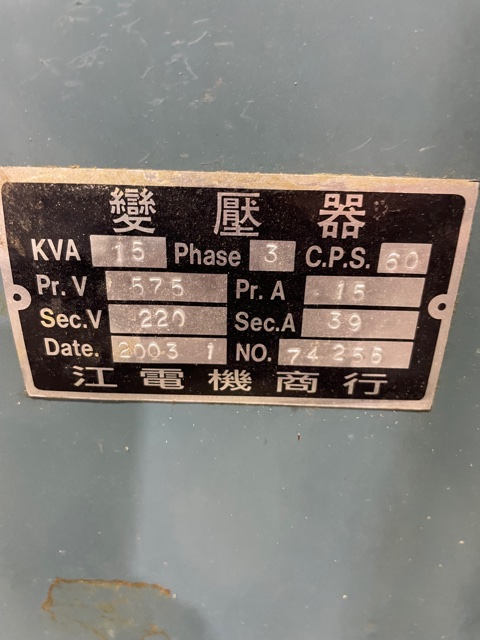 變壓器
KVA 15 Phase 3 C.P.S. 60
Pr. V 575 Pr. A 15
Sec.V 220 Sec.A 39
Date. 2003 1 NO. 74255
江電機商行